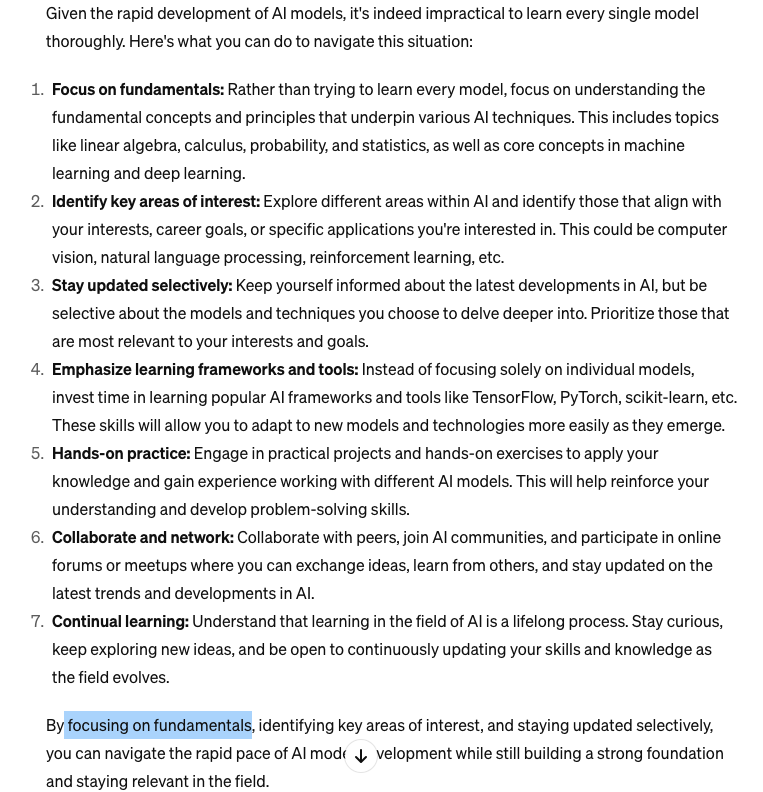 Given the rapid development of AI models, it's indeed impractical to learn every single model
thoroughly. Here's what you can do to navigate this situation:
1. Focus on fundamentals: Rather than trying to learn every model, focus on understanding the
fundamental concepts and principles that underpin various AI techniques. This includes topics
like linear algebra, calculus, probability, and statistics, as well as core concepts in machine
learning and deep learning.
2. Identify key areas of interest: Explore different areas within AI and identify those that align with
your interests, career goals, or specific applications you're interested in. This could be computer
vision, natural language processing, reinforcement learning, etc.
3. Stay updated selectively: Keep yourself informed about the latest developments in AI, but be
selective about the models and techniques you choose to delve deeper into. Prioritize those that
are most relevant to your interests and goals.
4. Emphasize learning frameworks and tools: Instead of focusing solely on individual models,
invest time in learning popular AI frameworks and tools like TensorFlow, PyTorch, scikit-learn, etc.
These skills will allow you to adapt to new models and technologies more easily as they emerge.
5. Hands-on practice: Engage in practical projects and hands-on exercises to apply your
knowledge and gain experience working with different AI models. This will help reinforce your
understanding and develop problem-solving skills.
6. Collaborate and network: Collaborate with peers, join AI communities, and participate in online
forums or meetups where you can exchange ideas, learn from others, and stay updated on the
latest trends and developments in AI.
7. Continual learning: Understand that learning in the field of AI is a lifelong process. Stay curious,
keep exploring new ideas, and be open to continuously updating your skills and knowledge as
the field evolves.
By focusing on fundamentals, identifying key areas of interest, and staying updated selectively,
you can navigate the rapid pace of AI mod velopment while still building a strong foundation
and staying relevant in the field.